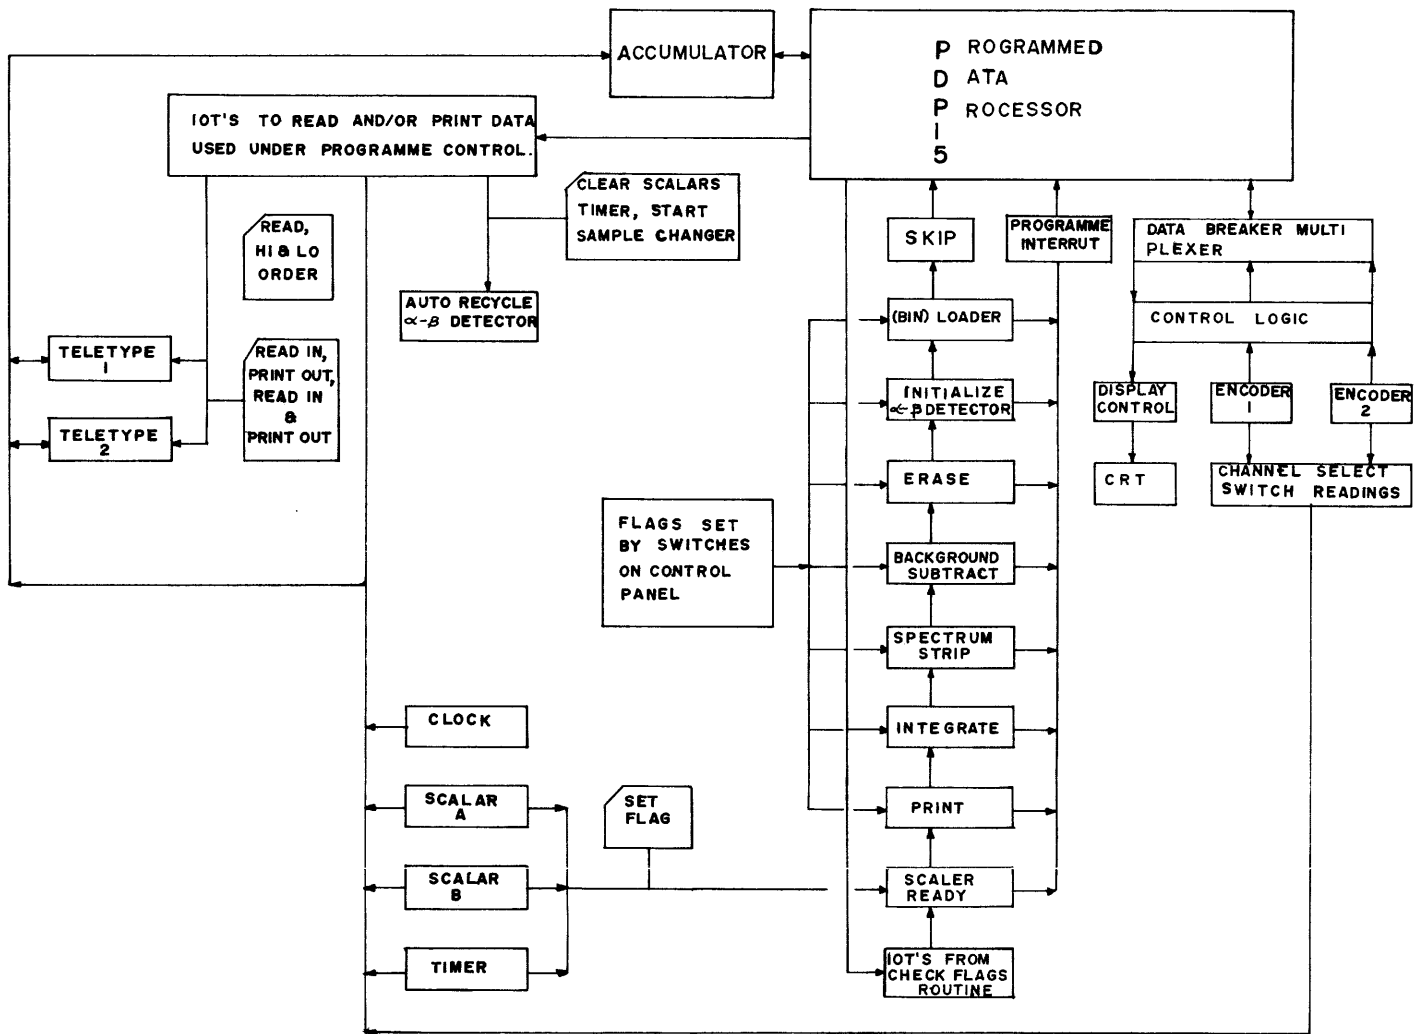 ACCUMULATOR
P ROGRAMMED
D ATA
P ROCESSOR
I
5
IOT'S TO READ AND/OR PRINT DATA
USED UNDER PROGRAMME CONTROL.
CLEAR SCALARS
TIMER, START
SAMPLE CHANGER
READ,
HI & LO
ORDER
SKIP
PROGRAMME
INTERRUT
DATA BREAKER MULTI
PLEXER
AUTO RECYCLE
α-β DETECTOR
(BIN) LOADER
CONTROL LOGIC
TELETYPE
1
READ IN,
PRINT OUT,
READ IN
&
PRINT OUT
INITIALIZE
α-β DETECTOR
DISPLAY
CONTROL
ENCODER
1
ENCODER
2
TELETYPE
2
ERASE
CRT
CHANNEL SELECT
SWITCH READINGS
FLAGS SET
BY SWITCHES
ON CONTROL
PANEL
BACKGROUND
SUBTRACT
SPECTRUM
STRIP
CLOCK
INTEGRATE
SCALAR
A
SET
FLAG
PRINT
SCALAR
B
SCALER
READY
TIMER
IOT'S FROM
CHECK FLAGS
ROUTINE